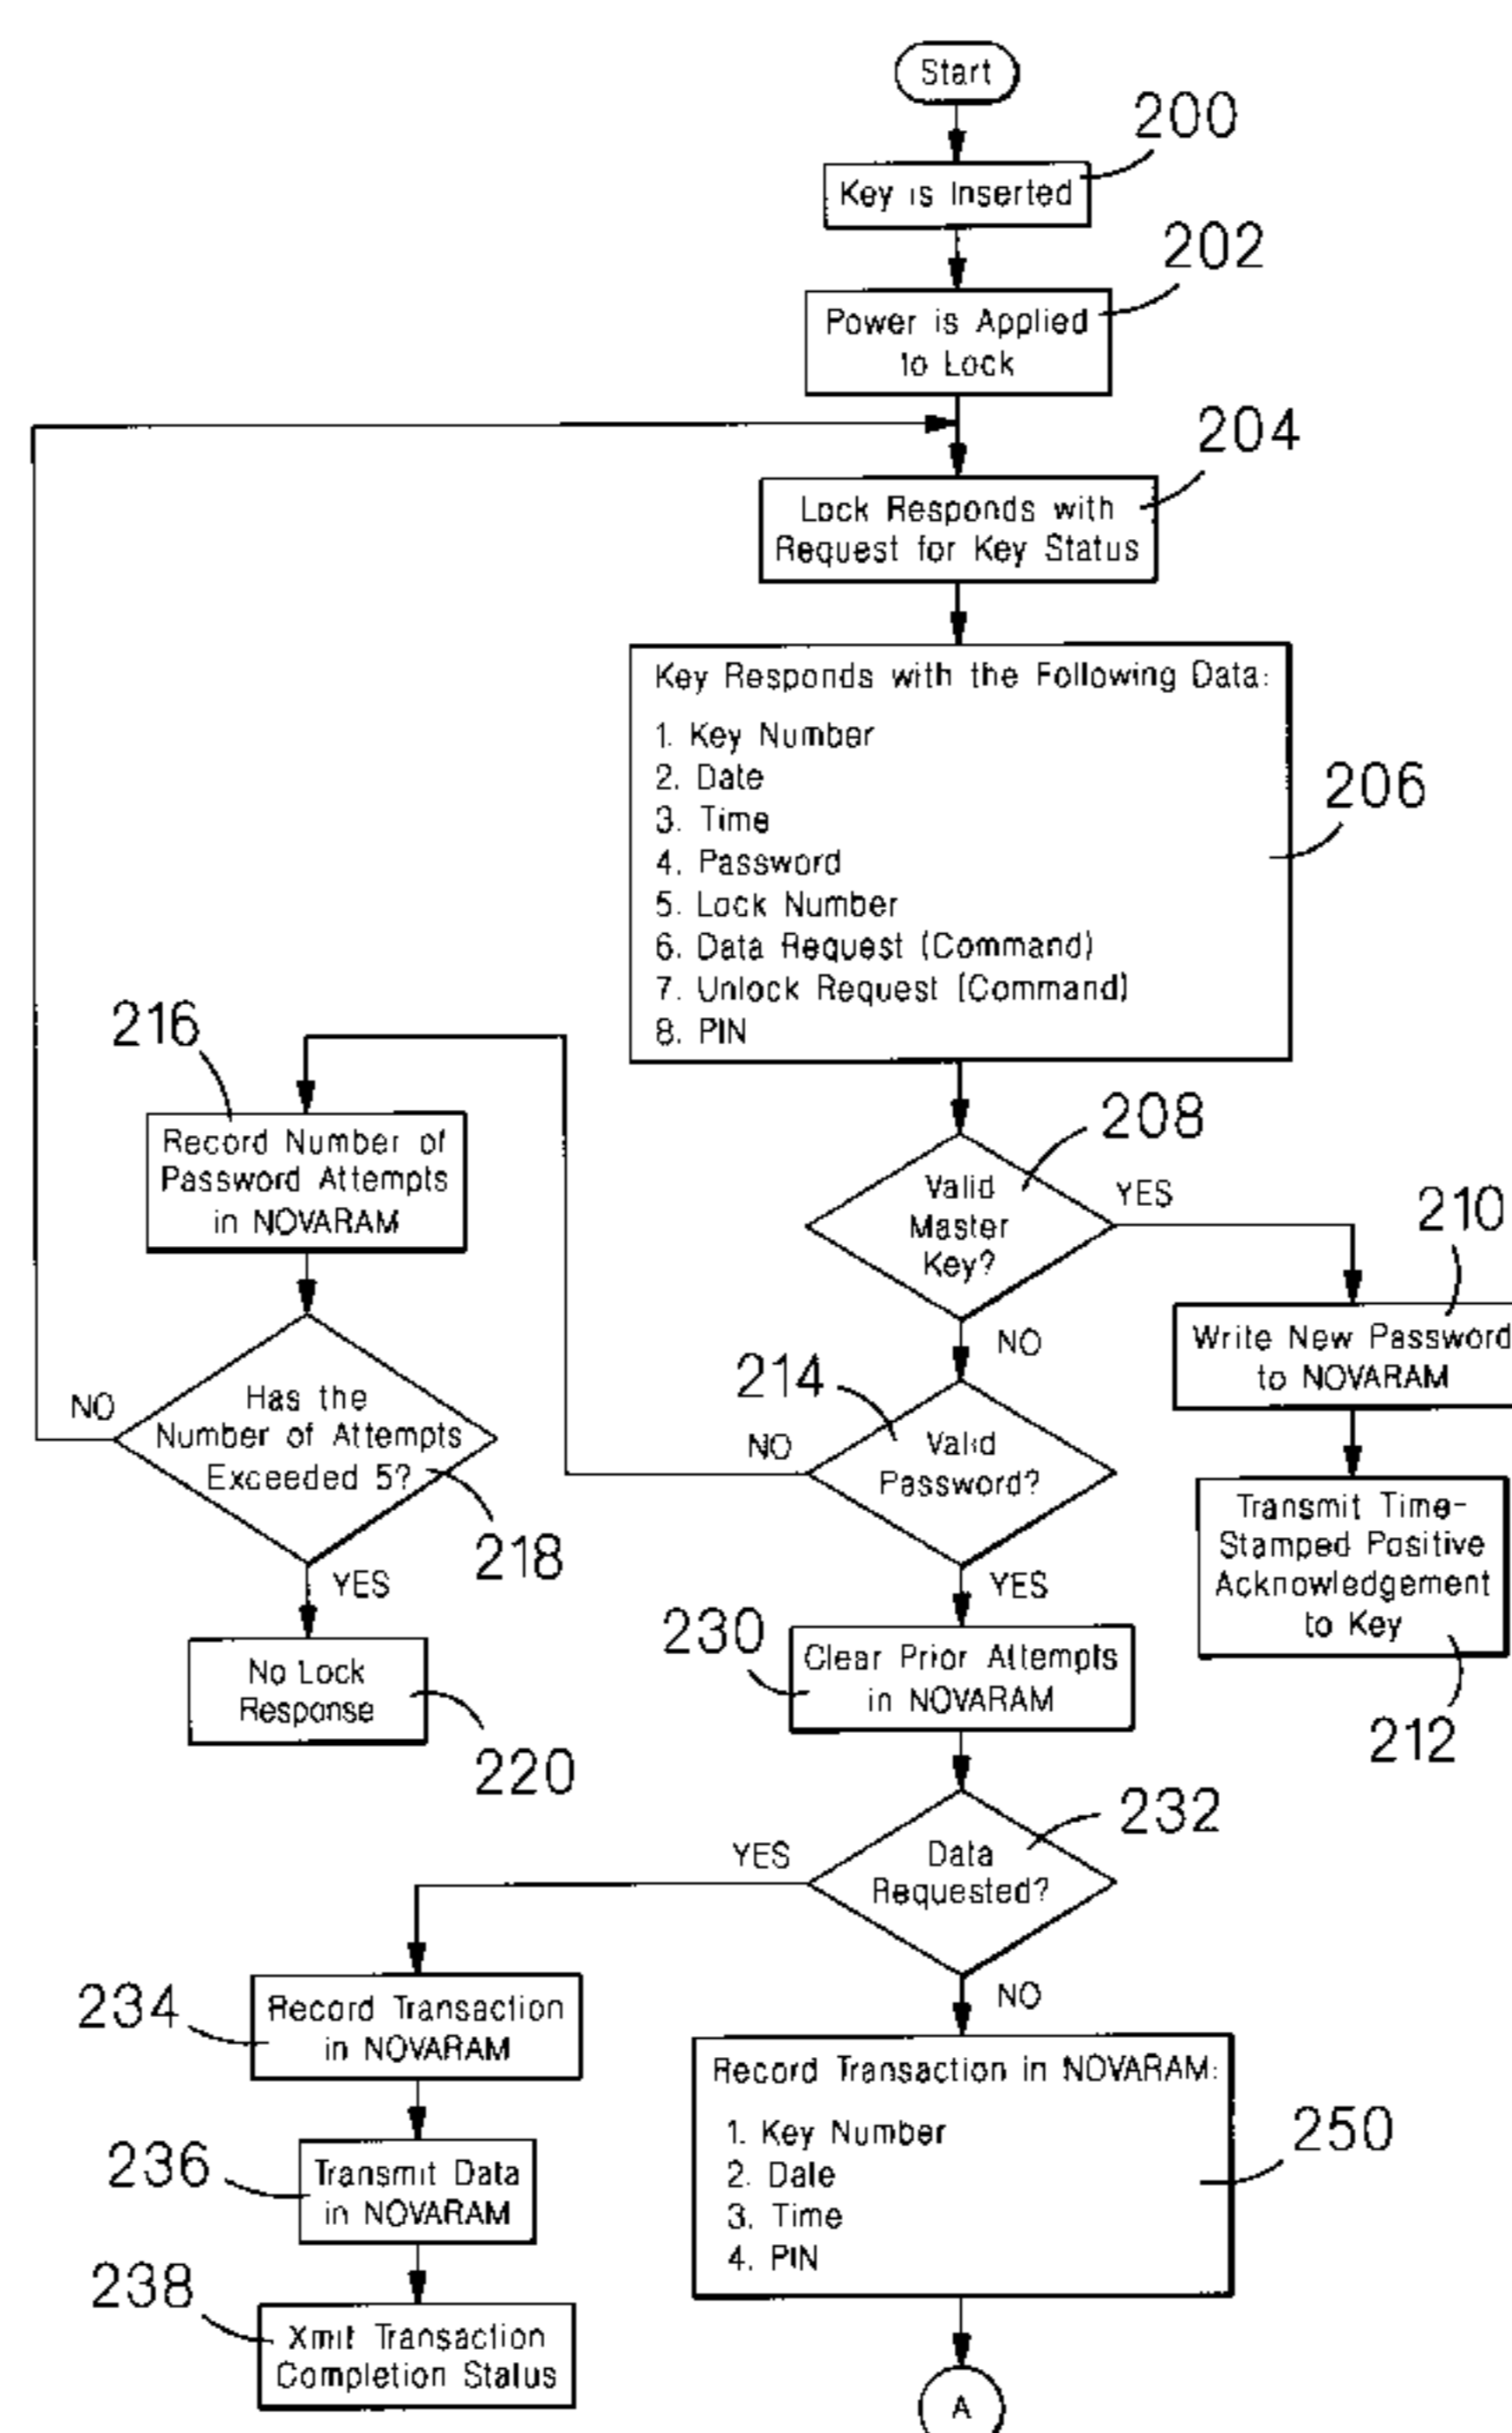 Start
200
Key is Inserted
202
Power is Applied
to Lock
204
Lock Responds with
Request for Key Status
Key Responds with the Following Data:
1. Key Number
2. Date
3. Time
4. Password
5. Lock Number
6. Data Request (Command)
7. Unlock Request (Command)
8. PIN
206
216
Record Number of
Password Attempts
in NOVARAM
208
Valid
Master
Key?
YES
NO
210
Write New Password
to NOVARAM
Has the
Number of Attempts
Exceeded 5?
NO
218
YES
214
Valid
Password?
NO
YES
Transmit Time-
Stamped Positive
Acknowledgement
to Key
212
No Lock
Response
220
230
Clear Prior Attempts
in NOVARAM
232
Data
Requested?
YES
NO
234
Record Transaction
in NOVARAM
236
Transmit Data
in NOVARAM
238
Xmit Transaction
Completion Status
Record Transaction in NOVARAM:
1. Key Number
2. Date
3. Time
4. PIN
250
A